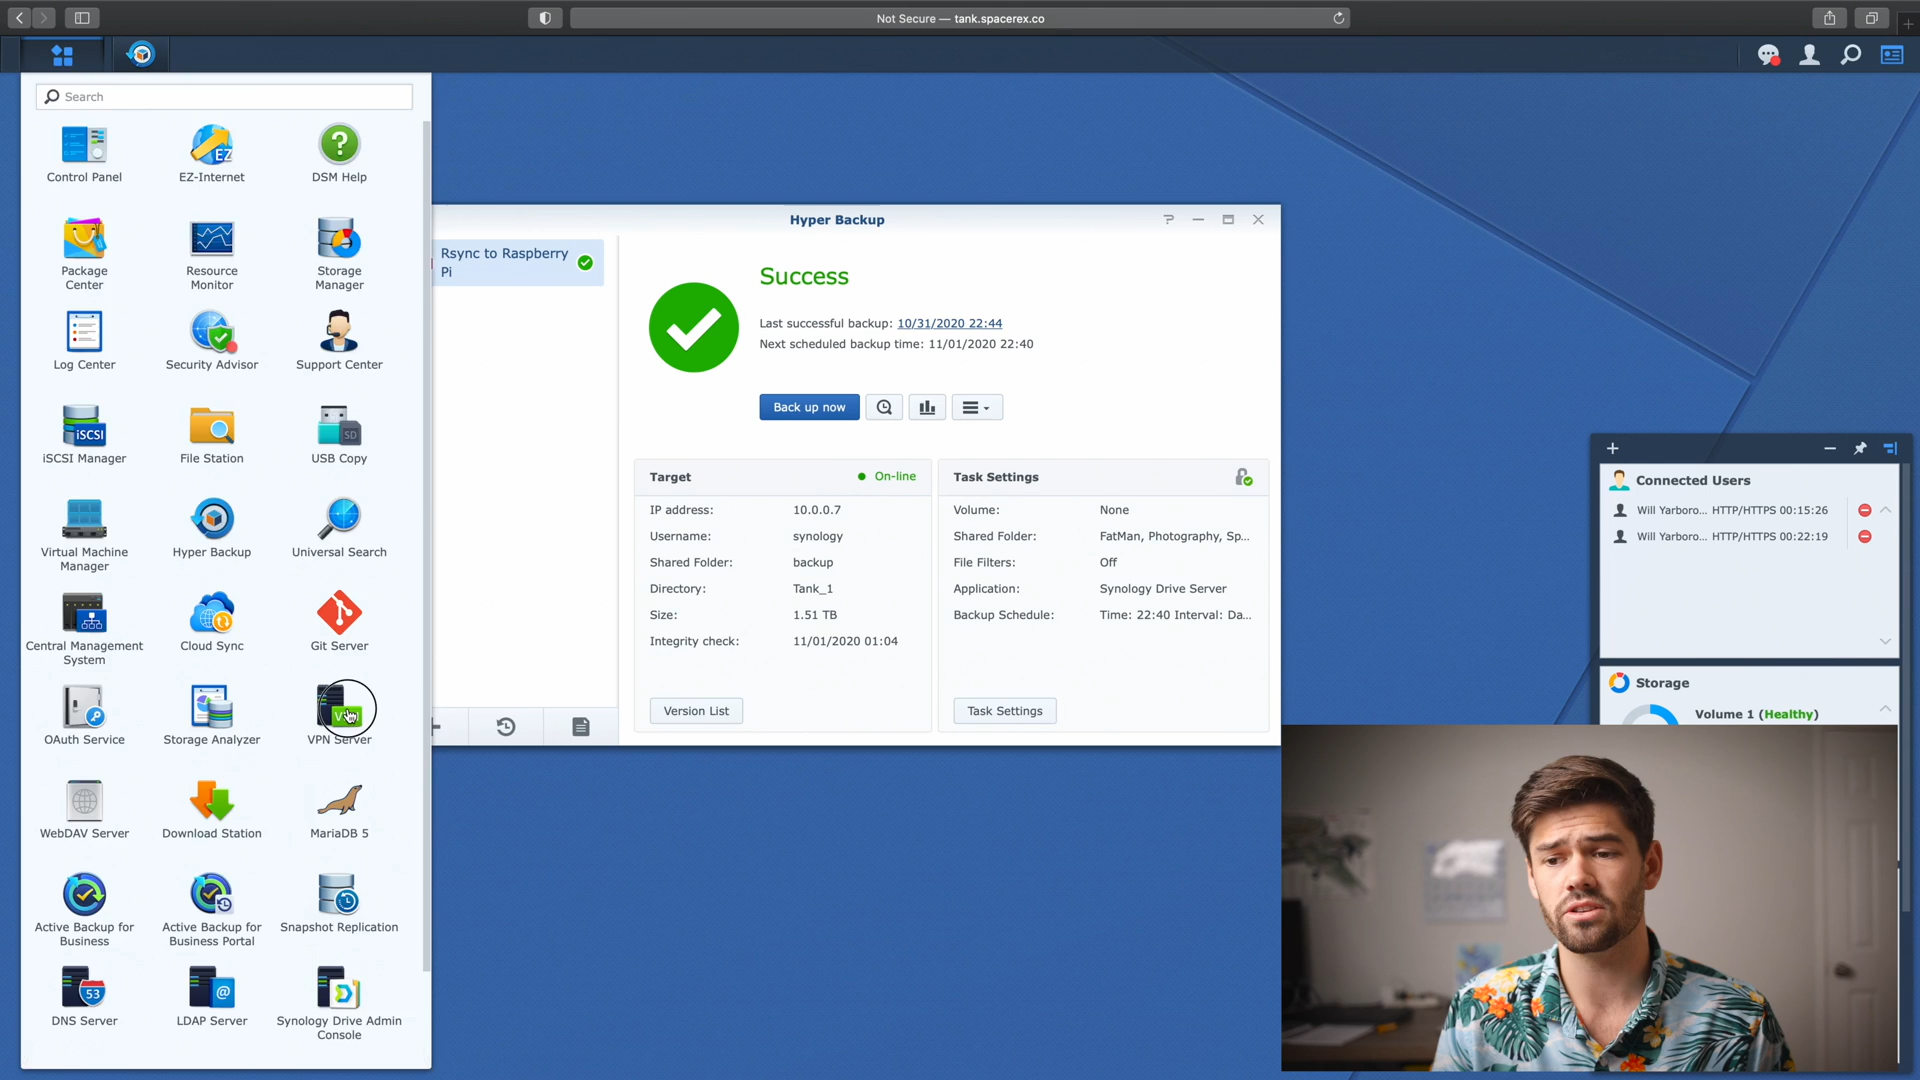 Not Secure — tank.spacerex.co
Search
Control Panel
EZ-Internet
DSM Help
Package Center
Resource Monitor
Storage Manager
Log Center
Security Advisor
Support Center
iSCSI Manager
File Station
USB Copy
Virtual Machine Manager
Hyper Backup
Universal Search
Central Management System
Cloud Sync
Git Server
OAuth Service
Storage Analyzer
VPN Server
WebDAV Server
Download Station
MariaDB 5
Active Backup for Business
Active Backup for Business Portal
Snapshot Replication
DNS Server
LDAP Server
Synology Drive Admin Console
EZ
iSCSI
SD
53
@
Hyper Backup
Rsync to Raspberry
Pi
Success
Last successful backup: 10/31/2020 22:44
Next scheduled backup time: 11/01/2020 22:40
Back up now
Target
On-line
IP address: 10.0.0.7
Username: synology
Shared Folder: backup
Directory: Tank_1
Size: 1.51 TB
Integrity check: 11/01/2020 01:04
Version List
Task Settings
Volume: None
Shared Folder: FatMan, Photography, Sp...
File Filters: Off
Application: Synology Drive Server
Backup Schedule: Time: 22:40 Interval: Da...
Task Settings
Connected Users
Will Yarboro... HTTP/HTTPS 00:15:26
Will Yarboro... HTTP/HTTPS 00:22:19
Storage
Volume 1 (Healthy)